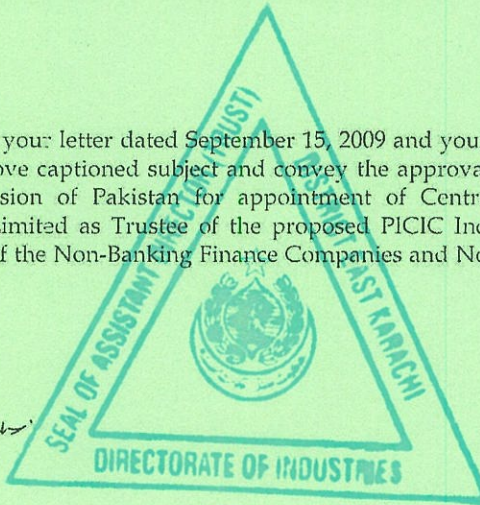 your letter dated September 15, 2009 and you
ove captioned subject and convey the approva
sion of Pakistan for appointment of Centr
Limited as Trustee of the proposed PICIC Inc
f the Non-Banking Finance Companies and No
SEAL OF ASSISTANT DIRECTOR (TRUST)
DISTRICT EAST KARACHI
DIRECTORATE OF INDUSTRIES